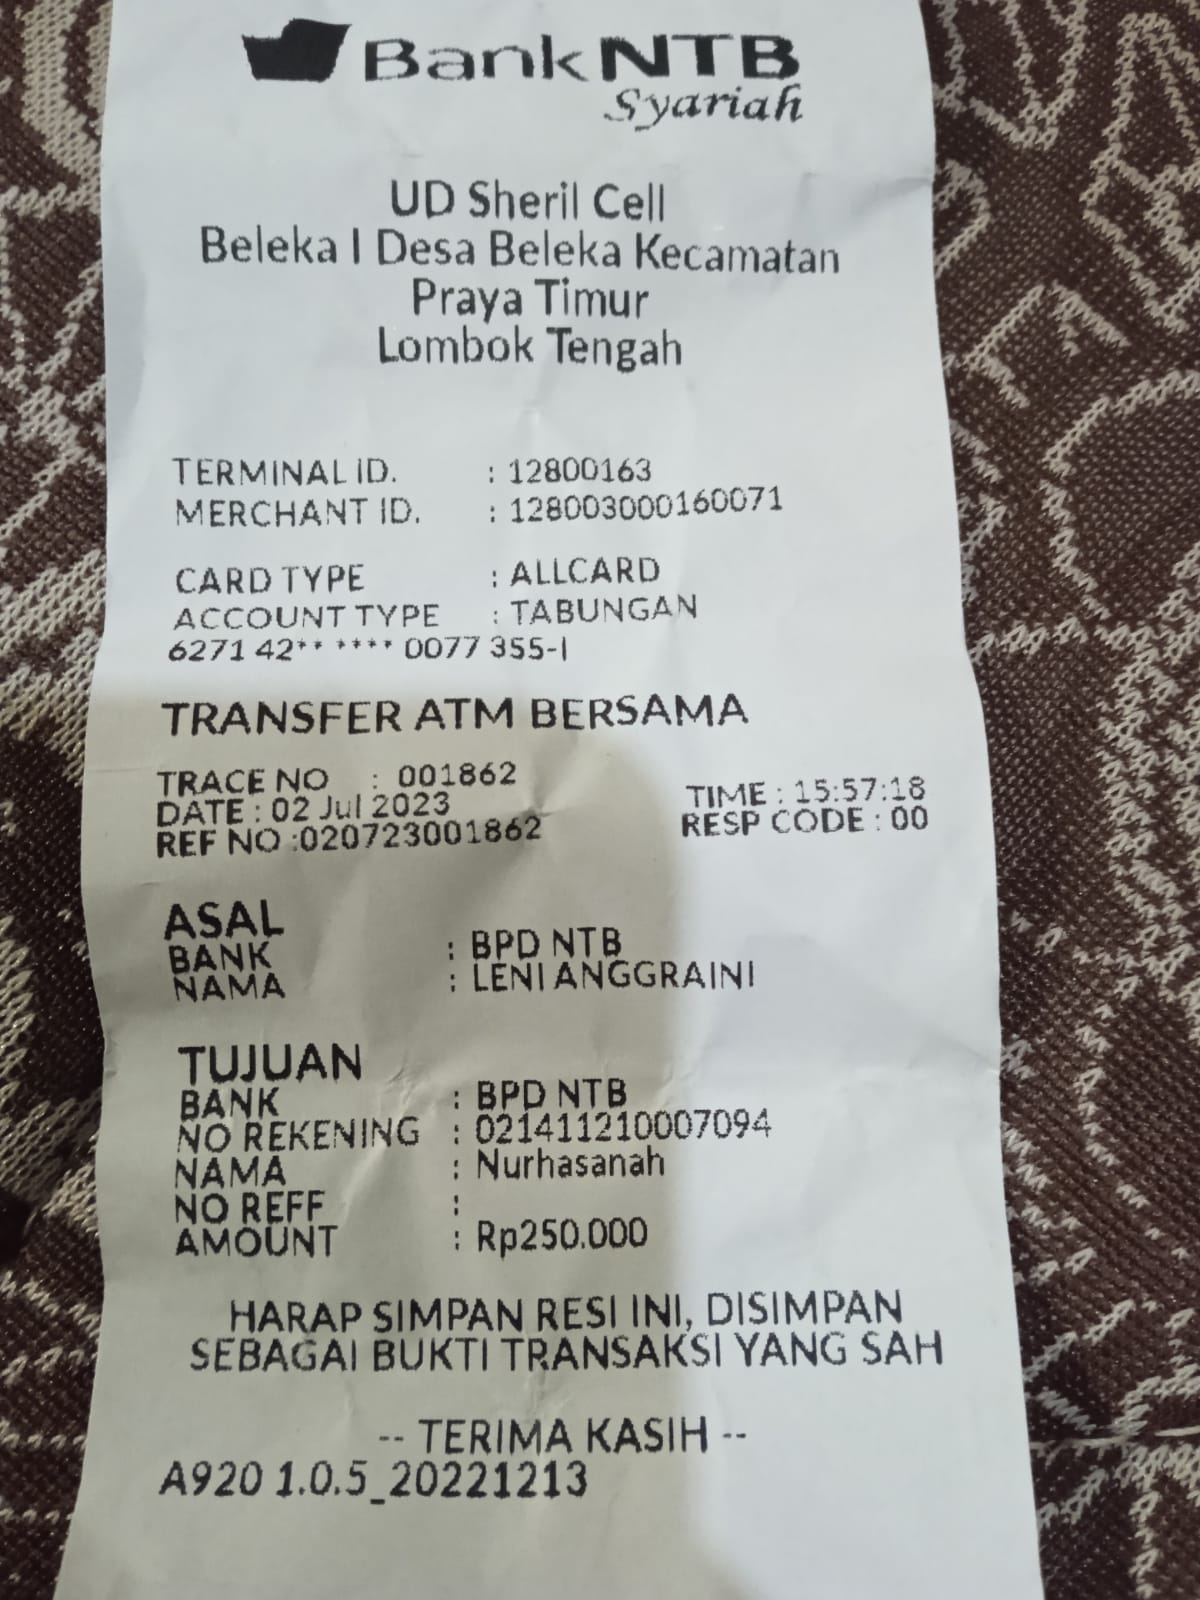 Bank NTB
Syariah
UD Sheril Cell
Beleka I Desa Beleka Kecamatan
Praya Timur
Lombok Tengah
TERMINAL ID. : 12800163
MERCHANT ID. : 128003000160071
CARD TYPE : ALLCARD
ACCOUNT TYPE : TABUNGAN
6271 42** **** 0077 355-I
TRANSFER ATM BERSAMA
TRACE NO : 001862
DATE : 02 Jul 2023 TIME : 15:57:18
REF NO :020723001862 RESP CODE : 00
ASAL
BANK : BPD NTB
NAMA : LENI ANGGRAINI
TUJUAN
BANK : BPD NTB
NO REKENING : 021411210007094
NAMA : Nurhasanah
NO REFF :
AMOUNT : Rp250.000
HARAP SIMPAN RESI INI, DISIMPAN
SEBAGAI BUKTI TRANSAKSI YANG SAH
-- TERIMA KASIH --
A920 1.0.5_20221213